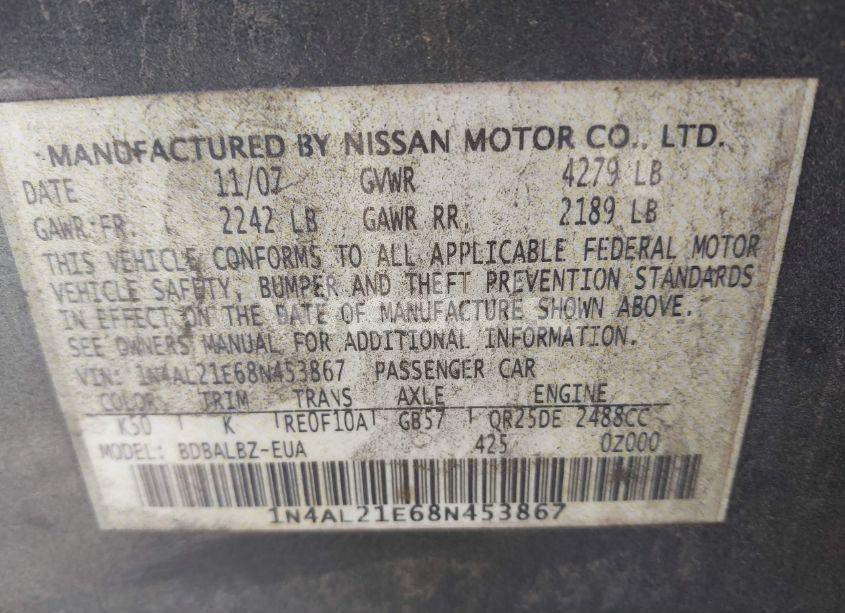 MANUFACTURED BY NISSAN MOTOR CO., LTD.
DATE 11/07 GVWR 4279 LB
GAWR FR. 2242 LB GAWR RR. 2189 LB
THIS VEHICLE CONFORMS TO ALL APPLICABLE FEDERAL MOTOR
VEHICLE SAFETY, BUMPER AND THEFT PREVENTION STANDARDS
IN EFFECT ON THE DATE OF MANUFACTURE SHOWN ABOVE.
SEE OWNERS MANUAL FOR ADDITIONAL INFORMATION.
VIN: 1N4AL21E68N453867 PASSENGER CAR
COLOR TRIM TRANS AXLE ENGINE
K50 K RE0F10A GB57 QR25DE 2488CC
MODEL: BDBALBZ-EUA 425 0Z000
1N4AL21E68N453867